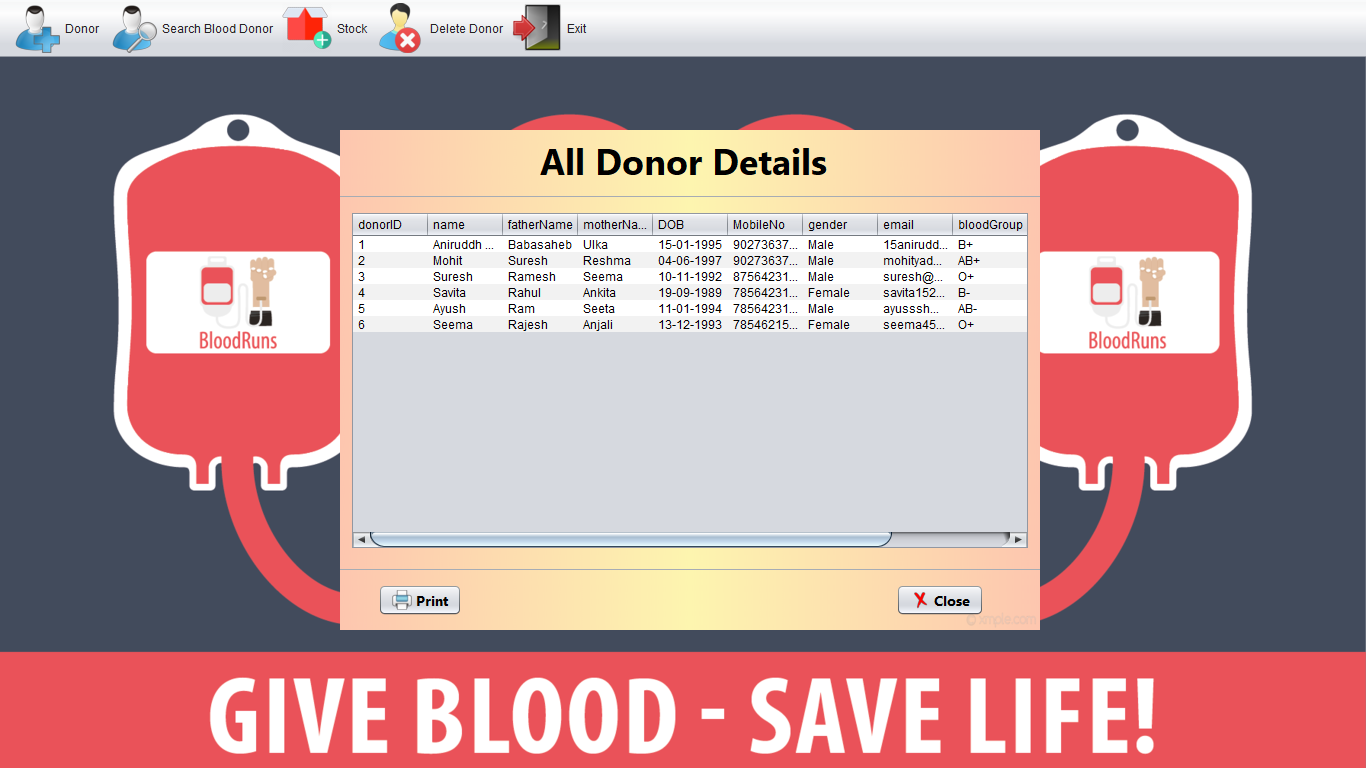 Donor Search Blood Donor Stock Delete Donor Exit
All Donor Details
donorID name fatherName motherNa... DOB MobileNo gender email bloodGroup
1 Aniruddh ... Babasaheb Ulka 15-01-1995 90273637... Male 15anirudd... B+
2 Mohit Suresh Reshma 04-06-1997 90273637... Male mohityad... AB+
3 Suresh Ramesh Seema 10-11-1992 87564231... Male suresh@... O+
4 Savita Rahul Ankita 19-09-1989 78564231... Female savita152... B-
5 Ayush Ram Seeta 11-01-1994 78564231... Male ayusssh... AB-
6 Seema Rajesh Anjali 13-12-1993 78546215... Female seema45... O+
BloodRuns
BloodRuns
Print Close
© xmple.com
GIVE BLOOD - SAVE LIFE!